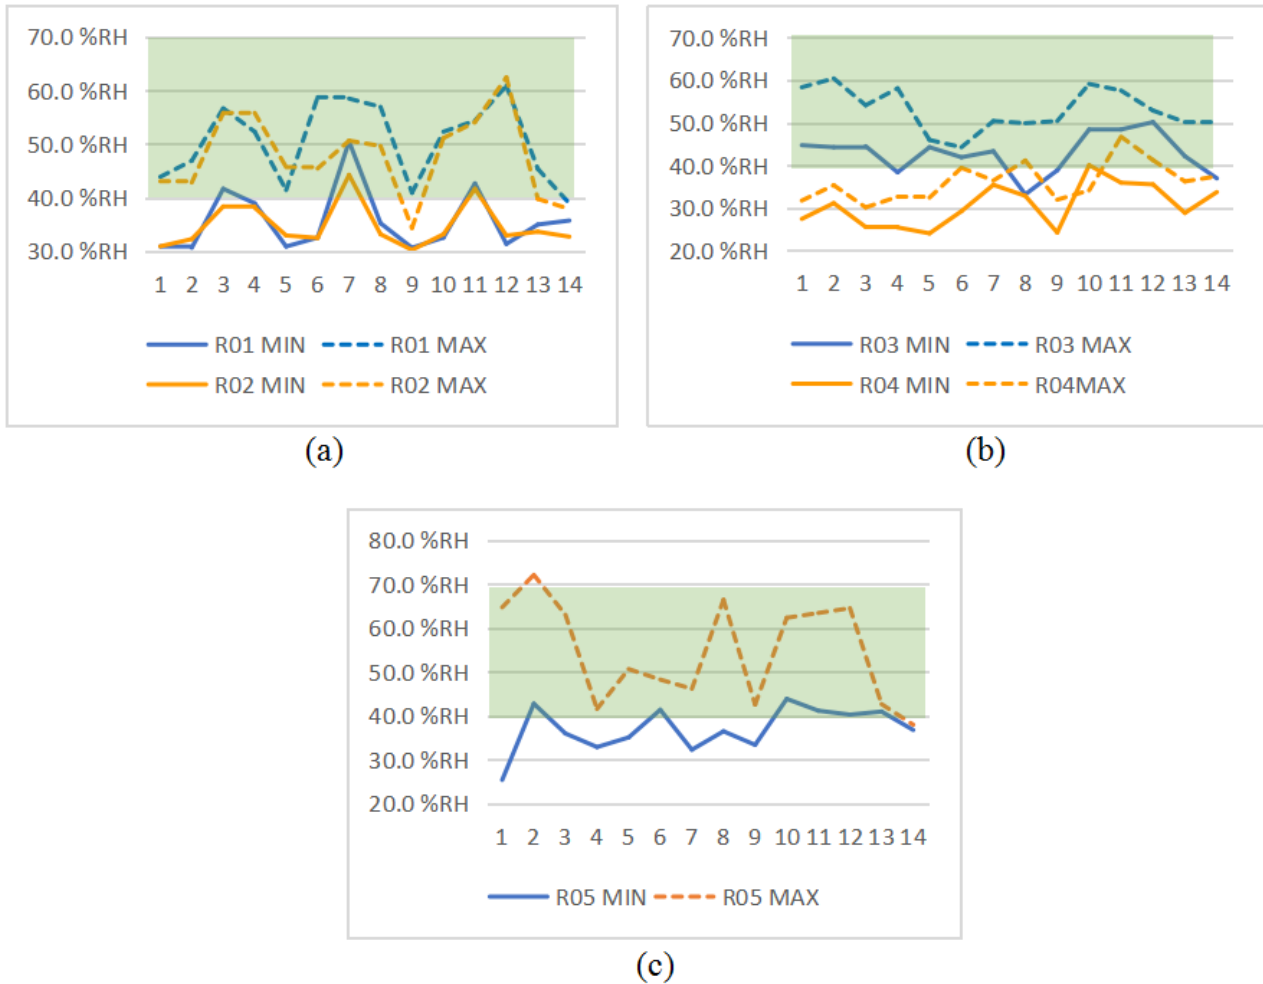 70.0 %RH
60.0 %RH
50.0 %RH
40.0 %RH
30.0 %RH
1 2 3 4 5 6 7 8 9 10 11 12 13 14
R01 MIN R01 MAX
R02 MIN R02 MAX
(a)
70.0 %RH
60.0 %RH
50.0 %RH
40.0 %RH
30.0 %RH
20.0 %RH
1 2 3 4 5 6 7 8 9 10 11 12 13 14
R03 MIN R03 MAX
R04 MIN R04MAX
(b)
80.0 %RH
70.0 %RH
60.0 %RH
50.0 %RH
40.0 %RH
30.0 %RH
20.0 %RH
1 2 3 4 5 6 7 8 9 10 11 12 13 14
R05 MIN R05 MAX
(c)